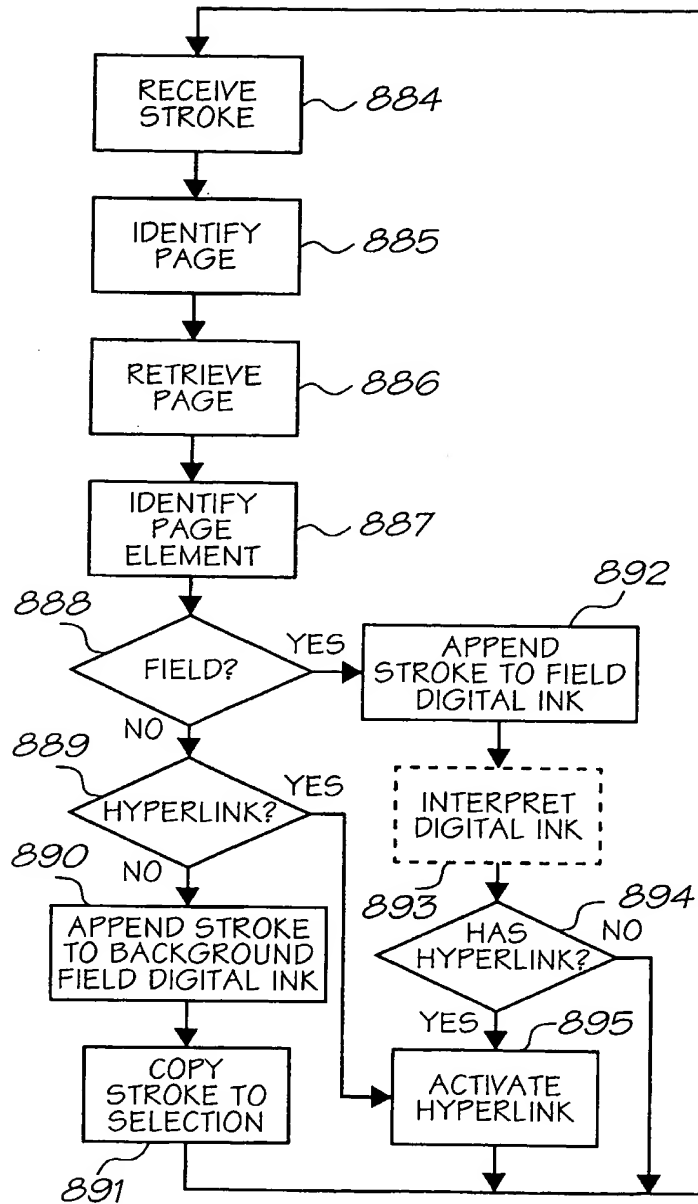 RECEIVE
STROKE
884
IDENTIFY
PAGE
885
RETRIEVE
PAGE
886
IDENTIFY
PAGE
ELEMENT
887
888
FIELD?
YES
NO
892
APPEND
STROKE TO FIELD
DIGITAL INK
889
HYPERLINK?
YES
NO
INTERPRET
DIGITAL INK
893
890
APPEND STROKE
TO BACKGROUND
FIELD DIGITAL INK
894
HAS
HYPERLINK?
NO
YES
895
COPY
STROKE TO
SELECTION
891
ACTIVATE
HYPERLINK